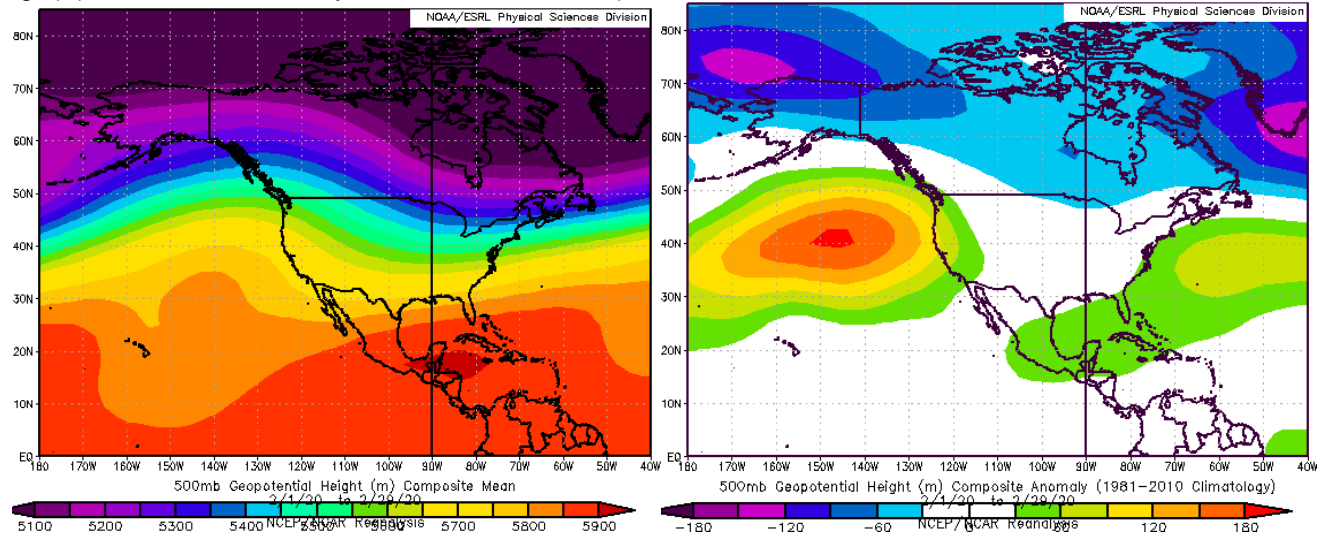 NOAA/ESRL Physical Sciences Division
80N
70N
60N
50N
40N
30N
20N
10N
EQ
180 170W 160W 150W 140W 130W 120W 110W 100W 90W 80W 70W 60W 50W 40W
500mb Geopotential Height (m) Composite Mean
2/1/20 to 2/29/20
NCEP/NCAR Reanalysis
5100 5200 5300 5400 5500 5600 5700 5800 5900
NOAA/ESRL Physical Sciences Division
80N
70N
60N
50N
40N
30N
20N
10N
EQ
180 170W 160W 150W 140W 130W 120W 110W 100W 90W 80W 70W 60W 50W 40W
500mb Geopotential Height (m) Composite Anomaly (1981-2010 Climatology)
2/1/20 to 2/29/20
NCEP/NCAR Reanalysis
-180 -120 -60 0 60 120 180